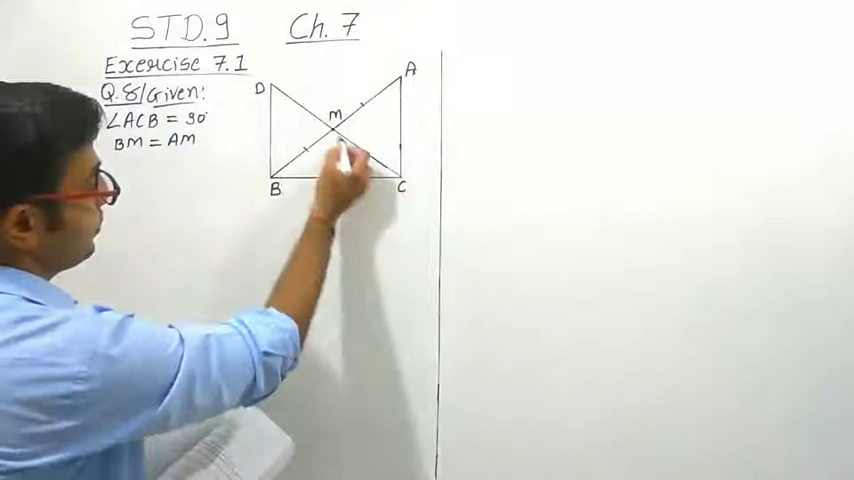 STD.9 Ch. 7
Exercise 7.1
Q.8/Given:
∠ACB = 90°
BM = AM
D
A
M
B
C